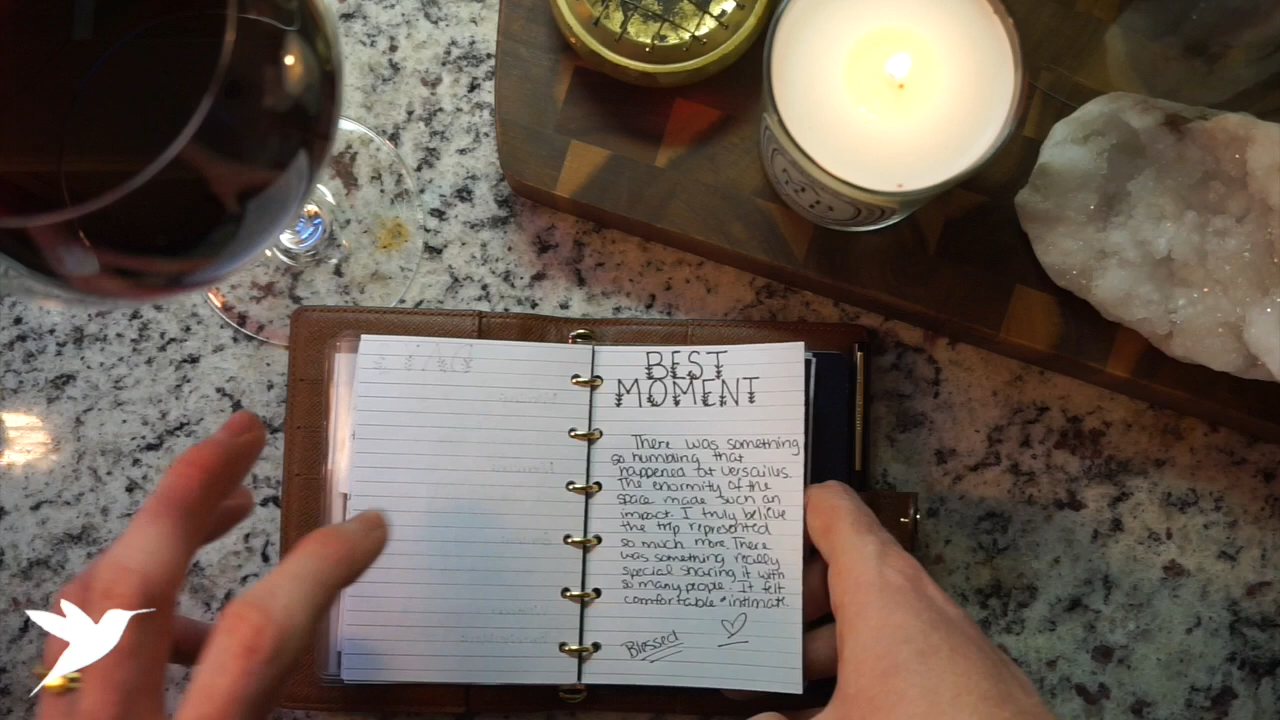 BEST
MOMENT
There was something
so humbling that
happened at Versailles.
The enormity of the
space made such an
impact. I truly believe
the trip represented
so much more. There
was something really
special sharing it with
so many people. It felt
comfortable + intimate.
Blessed